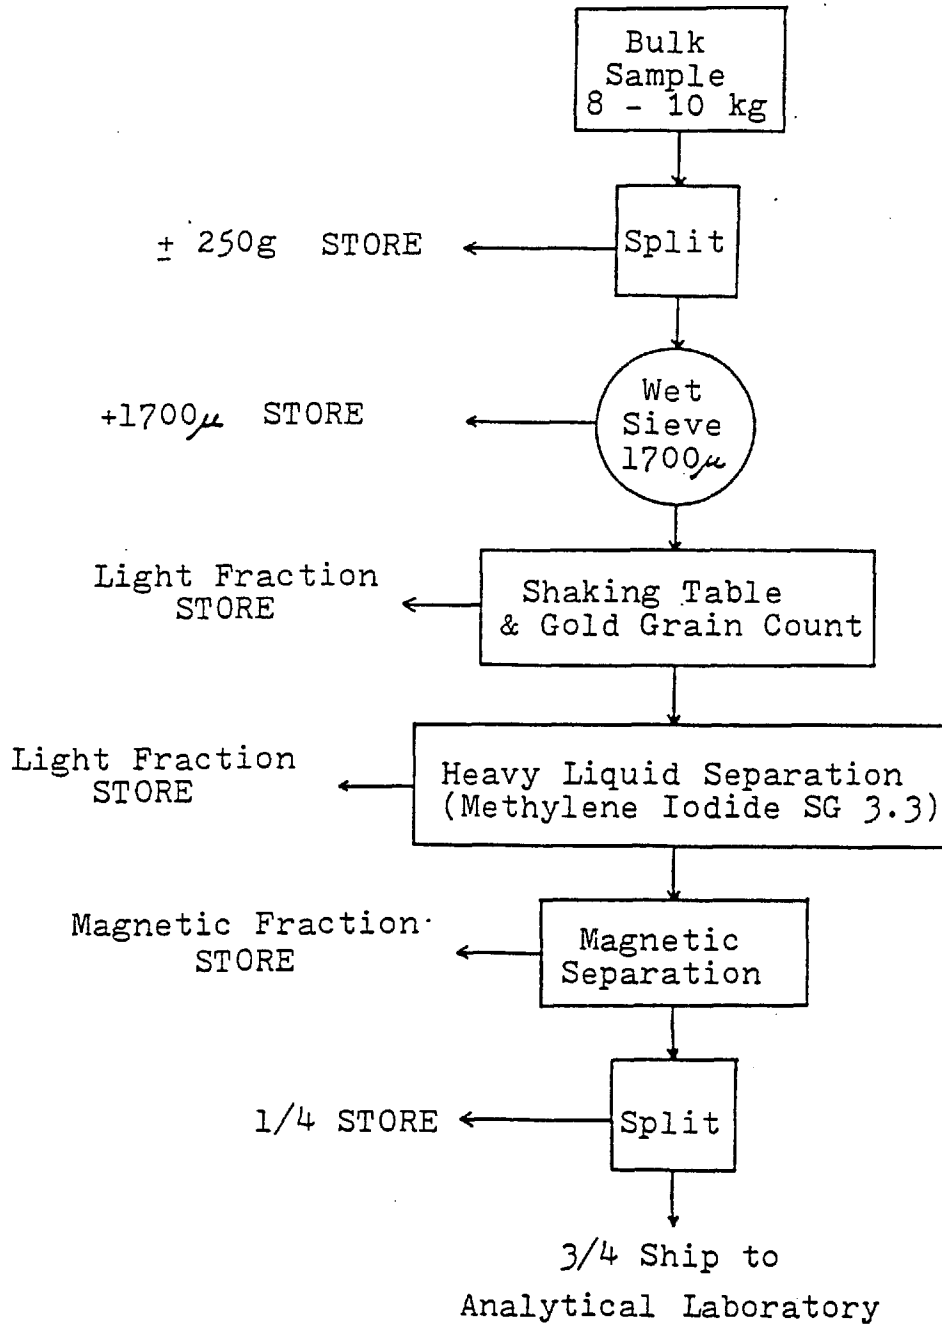 Bulk
Sample
8 - 10 kg
± 250g STORE
Split
+1700μ STORE
Wet
Sieve
1700μ
Light Fraction
STORE
Shaking Table
& Gold Grain Count
Light Fraction
STORE
Heavy Liquid Separation
(Methylene Iodide SG 3.3)
Magnetic Fraction
STORE
Magnetic
Separation
1/4 STORE
Split
3/4 Ship to
Analytical Laboratory